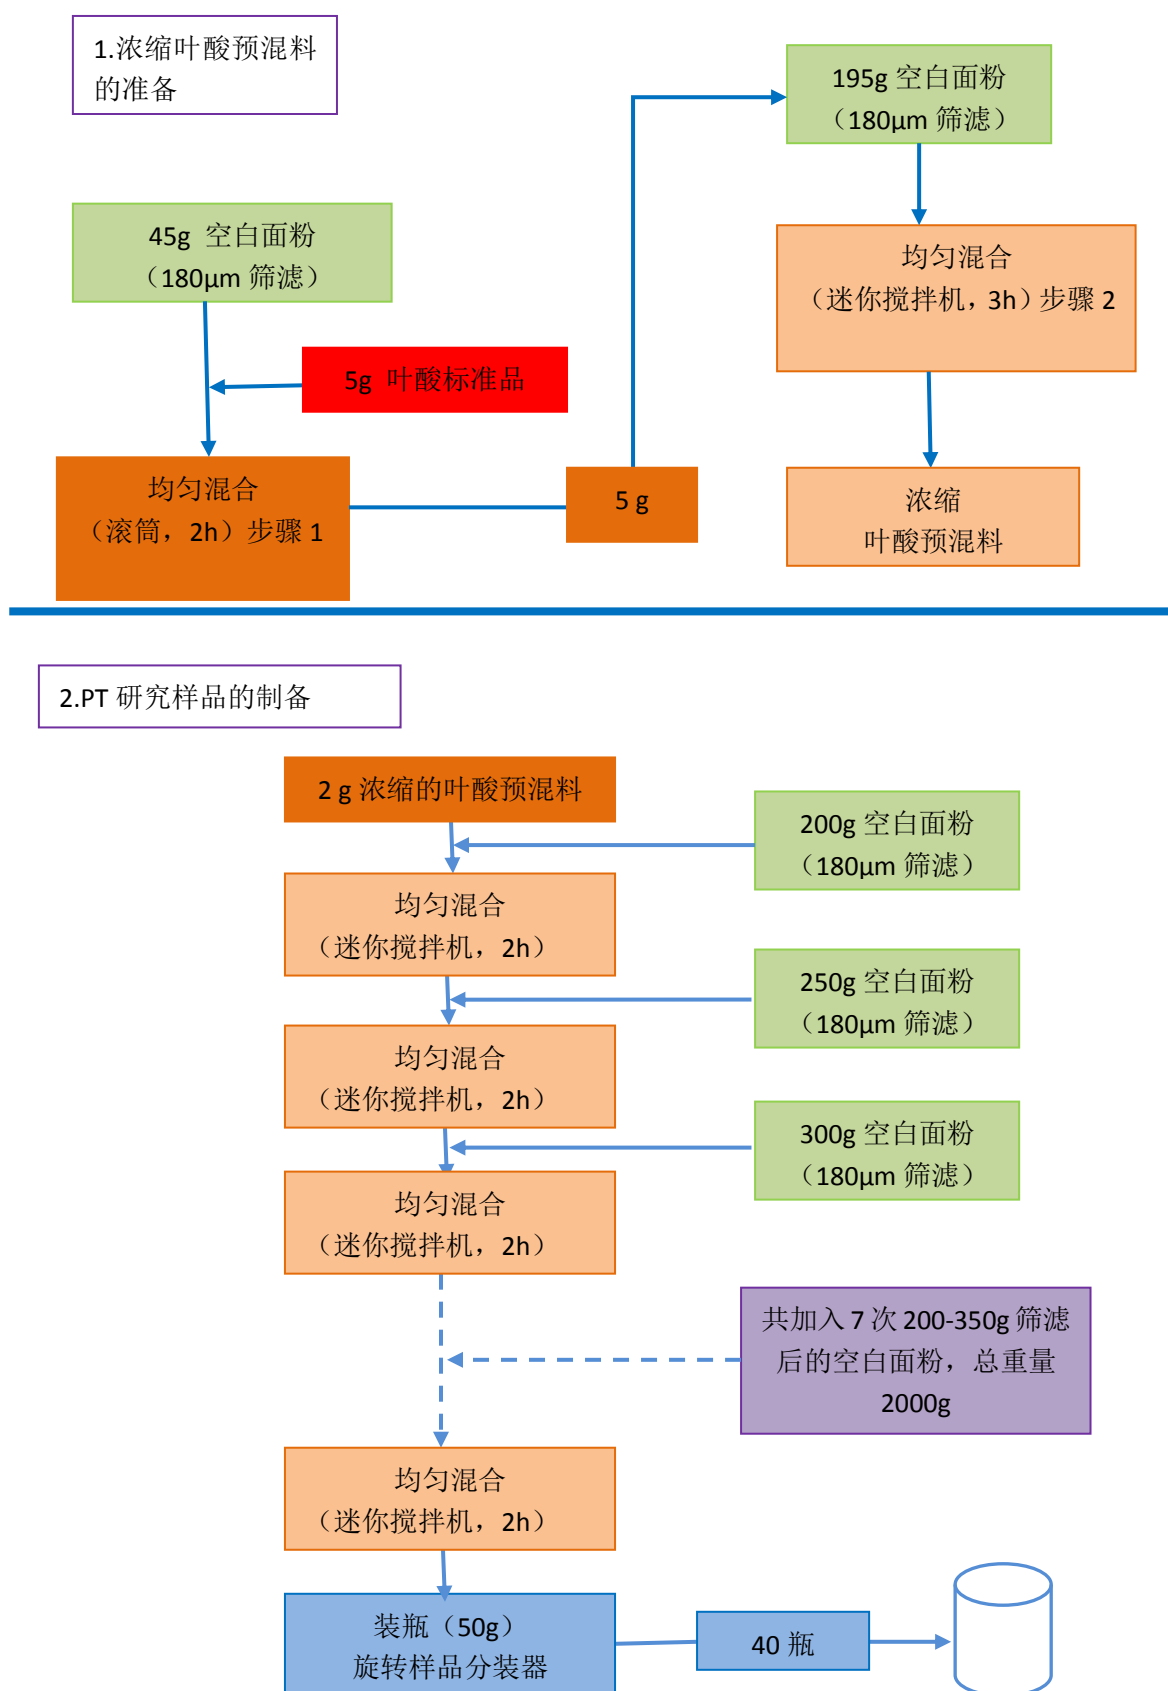 1.浓缩叶酸预混料
的准备
45g 空白面粉
（180μm 筛滤）
5g 叶酸标准品
均匀混合
（滚筒，2h）步骤 1
5 g
195g 空白面粉
（180μm 筛滤）
均匀混合
（迷你搅拌机，3h）步骤 2
浓缩
叶酸预混料
2.PT 研究样品的制备
2 g 浓缩的叶酸预混料
200g 空白面粉
（180μm 筛滤）
均匀混合
（迷你搅拌机，2h）
250g 空白面粉
（180μm 筛滤）
均匀混合
（迷你搅拌机，2h）
300g 空白面粉
（180μm 筛滤）
均匀混合
（迷你搅拌机，2h）
共加入 7 次 200-350g 筛滤
后的空白面粉，总重量
2000g
均匀混合
（迷你搅拌机，2h）
装瓶（50g）
旋转样品分装器
40 瓶